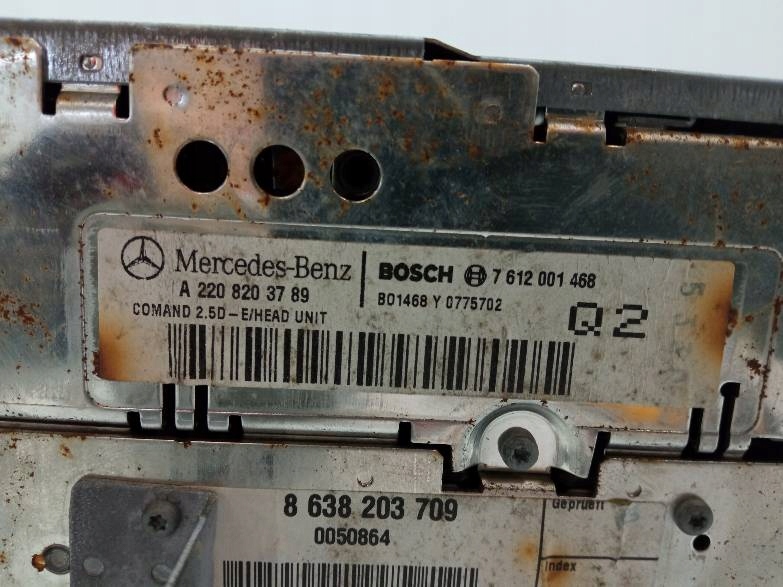 Mercedes-Benz
A 220 820 37 89
COMAND 2.5D-E/HEAD UNIT
BOSCH 7 612 001 468
BO1468 Y 0775702
Q2
8 638 203 709
0050864
Geprüft
Index